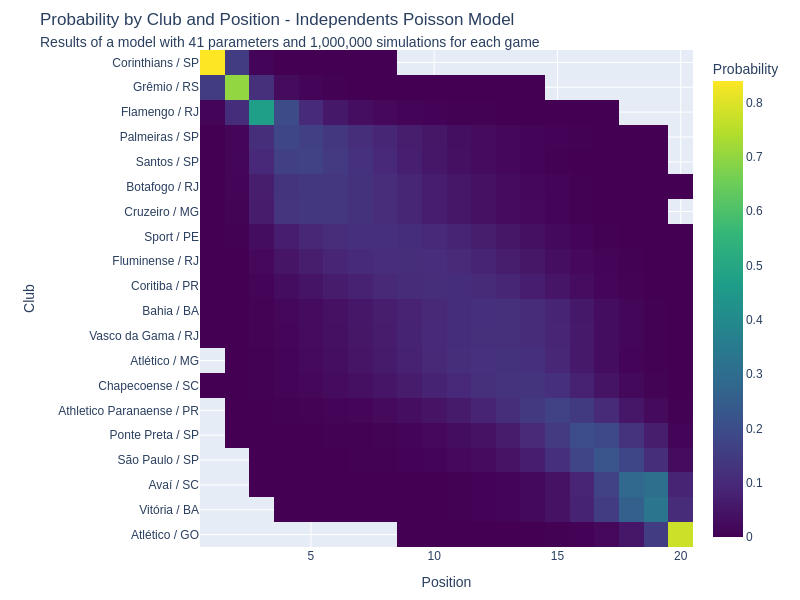 Probability by Club and Position - Independents Poisson Model
Results of a model with 41 parameters and 1,000,000 simulations for each game
Corinthians / SP
Grêmio / RS
Flamengo / RJ
Palmeiras / SP
Santos / SP
Botafogo / RJ
Cruzeiro / MG
Sport / PE
Fluminense / RJ
Coritiba / PR
Bahia / BA
Vasco da Gama / RJ
Atlético / MG
Chapecoense / SC
Athletico Paranaense / PR
Ponte Preta / SP
São Paulo / SP
Avaí / SC
Vitória / BA
Atlético / GO
Club
5
10
15
20
Position
Probability
0.8
0.7
0.6
0.5
0.4
0.3
0.2
0.1
0